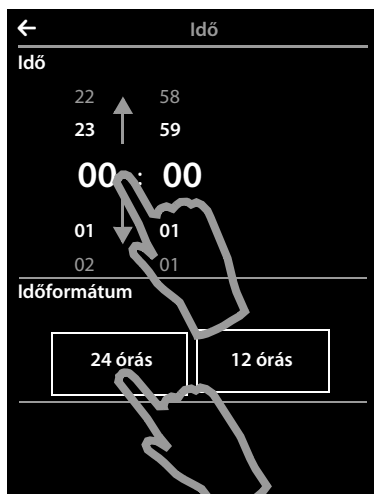 Idő
Idő
22 58
23 59
00 : 00
01 01
02 01
Időformátum
24 órás 12 órás